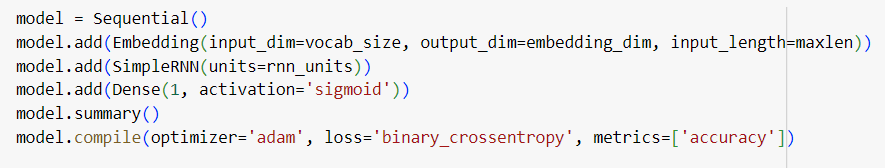 model = Sequential()
model.add(Embedding(input_dim=vocab_size, output_dim=embedding_dim, input_length=maxlen))
model.add(SimpleRNN(units=rnn_units))
model.add(Dense(1, activation='sigmoid'))
model.summary()
model.compile(optimizer='adam', loss='binary_crossentropy', metrics=['accuracy'])